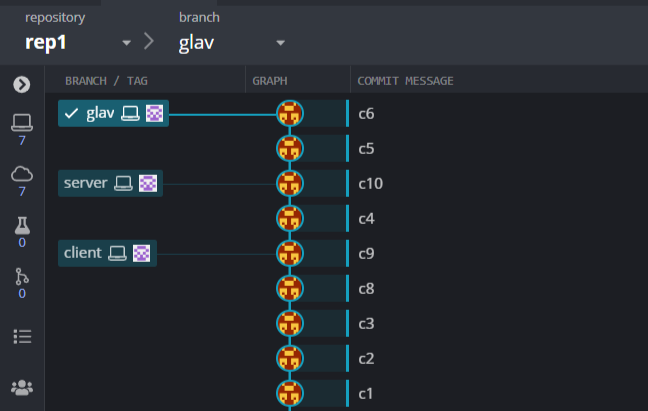 repository
branch
rep1
glav
BRANCH / TAG
GRAPH
COMMIT MESSAGE
glav
c6
c5
server
c10
c4
client
c9
c8
c3
c2
c1
7
7
0
0